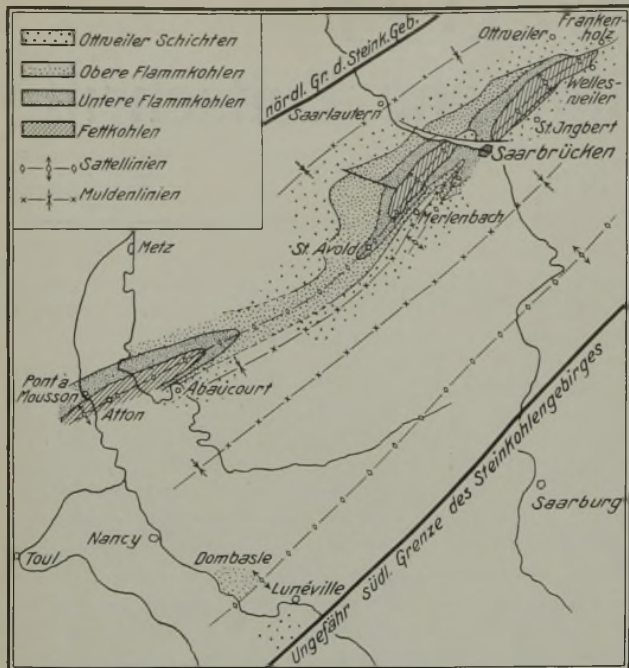 Ottweiler Schichten
Obere Flammkohlen
Untere Flammkohlen
Fettkohlen
Sattellinien
Muldenlinien
nördl. Gr. d. Steink. Geb.
Ottweiler
Franken-
holz
Welles-
weiler
Saarlautern
St. Ingbert
Saarbrücken
Merlenbach
St. Avold
Metz
Pont à
Mousson
Atton
Abaucourt
Nancy
Toul
Dombasle
Lunéville
Saarburg
Ungefähr südl. Grenze des Steinkohlengebirges